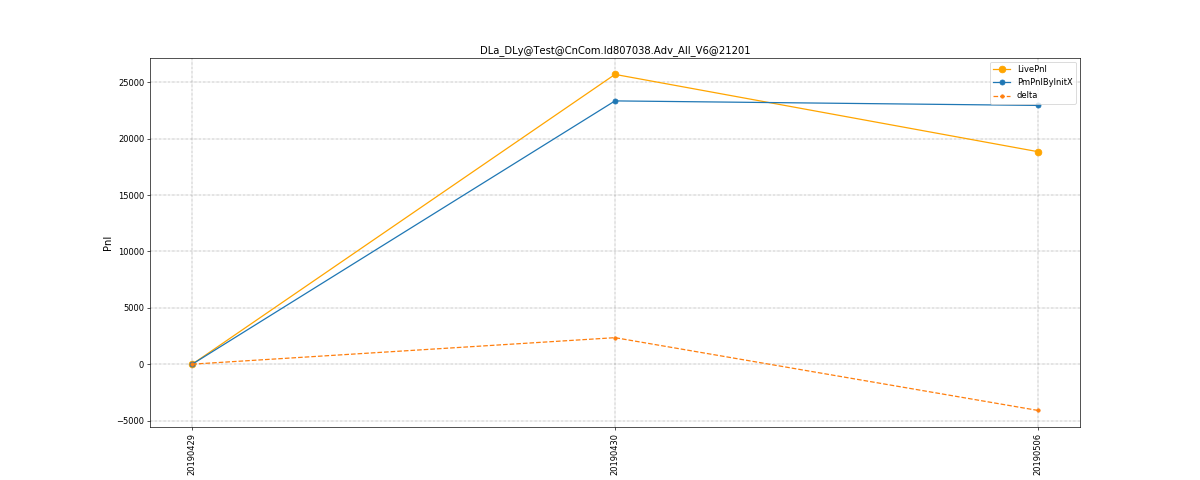 DLa_DLy@Test@CnCom.Id807038.Adv_All_V6@21201
LivePnl
PmPnlByInitX
delta
25000
20000
15000
10000
5000
0
−5000
Pnl
20190429
20190430
20190506